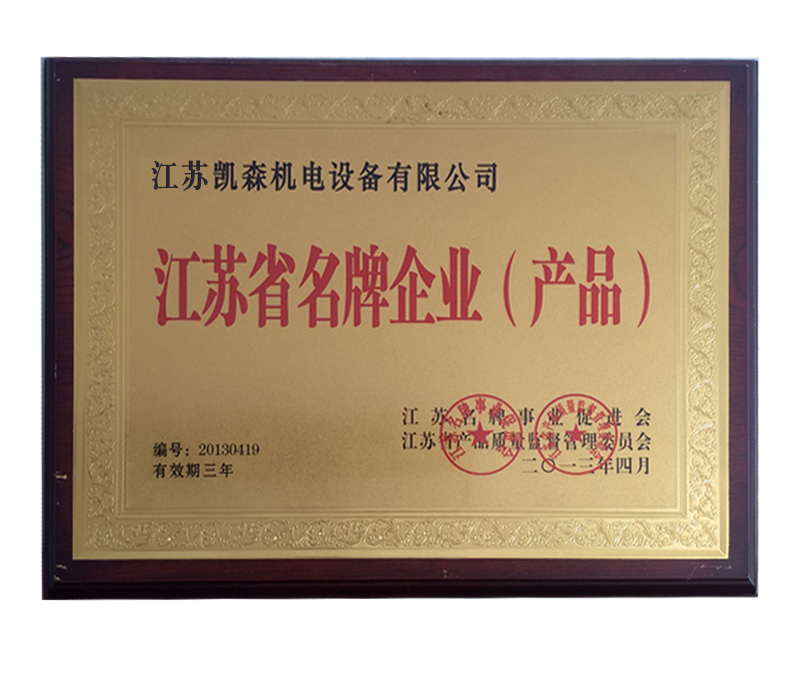 江苏凯森机电设备有限公司
江苏省名牌企业（产品）
江苏名牌事业促进会
江苏省产品质量监督管理委员会
编号：20130419
有效期三年
二〇一三年四月